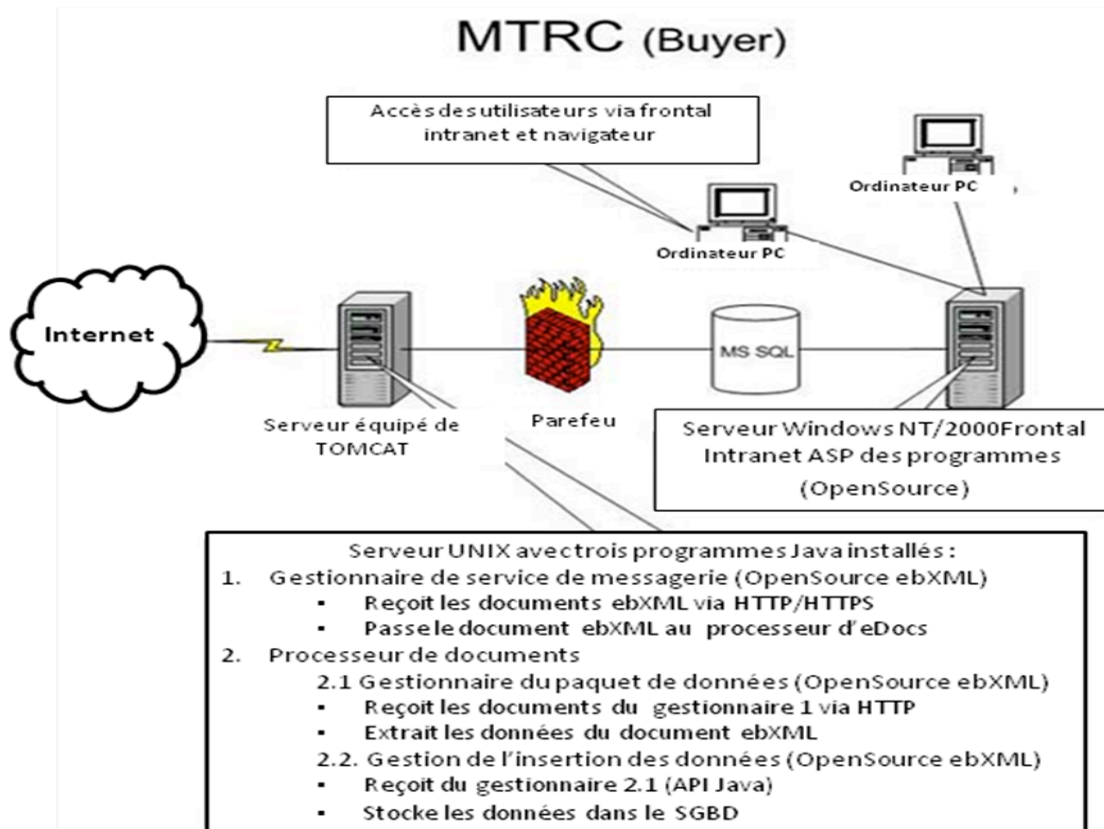 MTRC (Buyer)
Accès des utilisateurs via frontal
intranet et navigateur
Ordinateur PC
Ordinateur PC
Internet
MS SQL
Serveur équipé de
TOMCAT
Parefeu
Serveur Windows NT/2000Frontal
Intranet ASP des programmes
(OpenSource)
Serveur UNIX avec trois programmes Java installés :
1. Gestionnaire de service de messagerie (OpenSource ebXML)
▪ Reçoit les documents ebXML via HTTP/HTTPS
▪ Passe le document ebXML au processeur d'eDocs
2. Processeur de documents
2.1 Gestionnaire du paquet de données (OpenSource ebXML)
▪ Reçoit les documents du gestionnaire 1 via HTTP
▪ Extrait les données du document ebXML
2.2. Gestion de l'insertion des données (OpenSource ebXML)
▪ Reçoit du gestionnaire 2.1 (API Java)
▪ Stocke les données dans le SGBD